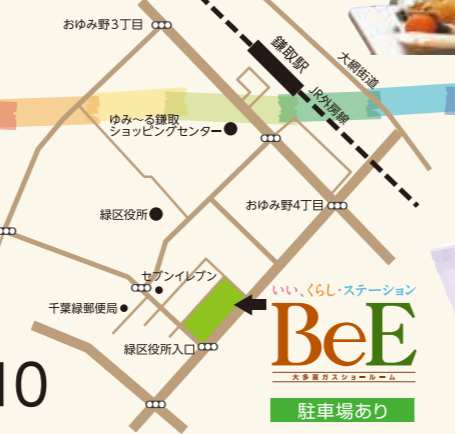 おゆみ野3丁目
鎌取駅
大網街道
JR外房線
ゆみ～る鎌取
ショッピングセンター
緑区役所
おゆみ野4丁目
セブンイレブン
千葉緑郵便局
緑区役所入口
いい、くらし・ステーション
BeE
大多喜ガスショールーム
駐車場あり
10